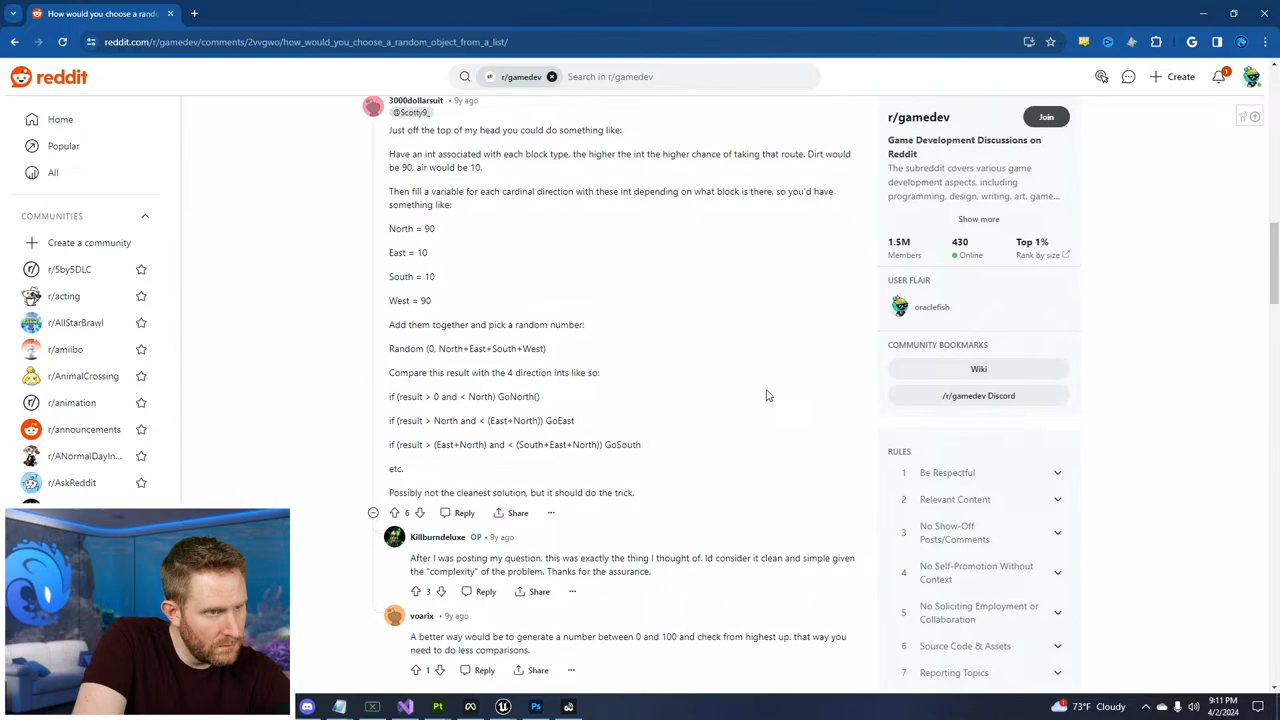 How would you choose a rand
reddit.com/r/gamedev/comments/2vvgwo/how_would_you_choose_a_random_object_from_a_list/
reddit
r/gamedev
Search in r/gamedev
Create
1
Home
Popular
All
COMMUNITIES
Create a community
r/5by5DLC
r/acting
r/AllStarBrawl
r/amiibo
r/AnimalCrossing
r/animation
r/announcements
r/ANormalDayIn...
r/AskReddit
3000dollarsuit · 9y ago
@Scotty9_
Just off the top of my head you could do something like:
Have an int associated with each block type, the higher the int the higher chance of taking that route. Dirt would
be 90, air would be 10.
Then fill a variable for each cardinal direction with these int depending on what block is there, so you'd have
something like:
North = 90
East = 10
South = 10
West = 90
Add them together and pick a random number:
Random (0, North+East+South+West)
Compare this result with the 4 direction ints like so:
if (result > 0 and < North) GoNorth()
if (result > North and < (East+North)) GoEast
if (result > (East+North) and < (South+East+North)) GoSouth
etc.
Possibly not the cleanest solution, but it should do the trick.
6 Reply Share ...
Killburndeluxe OP · 9y ago
After I was posting my question, this was exactly the thing I thought of. Id consider it clean and simple given
the "complexity" of the problem. Thanks for the assurance.
3 Reply Share ...
voarix · 9y ago
A better way would be to generate a number between 0 and 100 and check from highest up, that way you
need to do less comparisons.
1 Reply Share ...
r/gamedev
Join
Game Development Discussions on
Reddit
The subreddit covers various game
development aspects, including
programming, design, writing, art, game...
Show more
1.5M 430 Top 1%
Members Online Rank by size
USER FLAIR
oraclefish
COMMUNITY BOOKMARKS
Wiki
/r/gamedev Discord
RULES
1 Be Respectful
2 Relevant Content
3 No Show-Off
Posts/Comments
4 No Self-Promotion Without
Context
5 No Soliciting Employment or
Collaboration
6 Source Code & Assets
7 Reporting Topics
Pt
Ps
73°F Cloudy
9:11 PM
4/2/2024